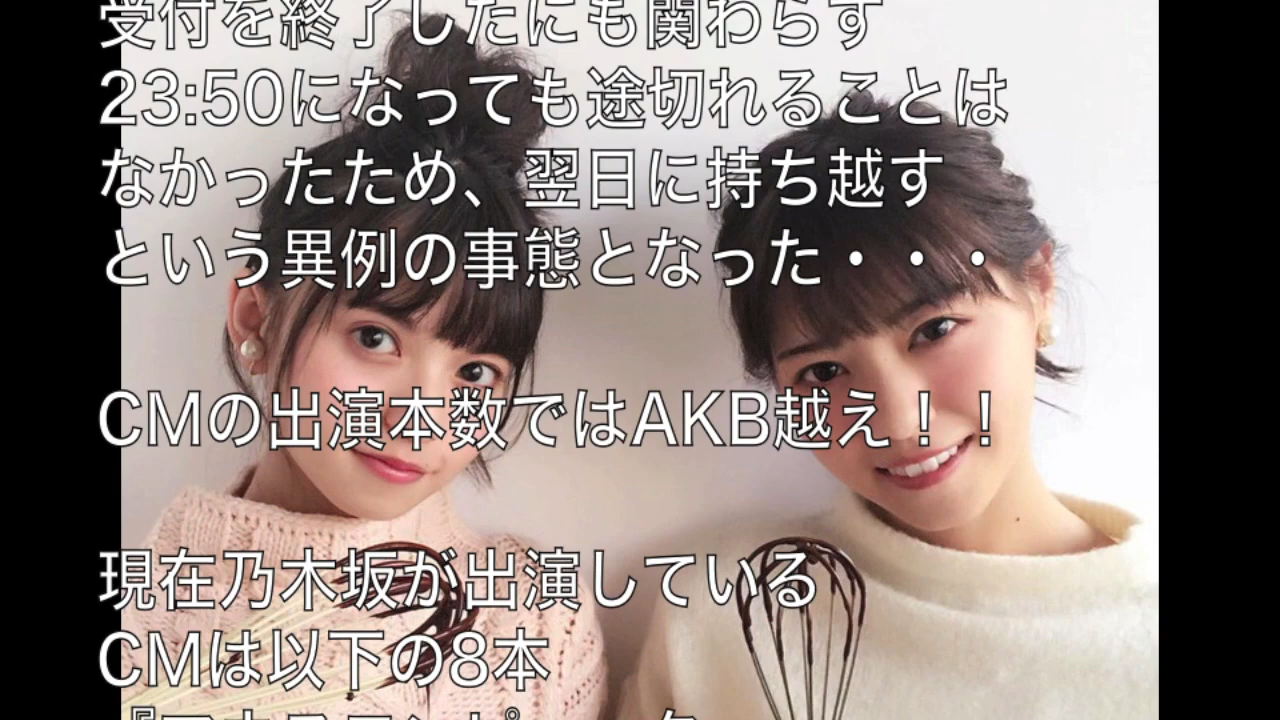 受付を終了したにも関わらず
23:50になっても途切れることは
なかったため、翌日に持ち越す
という異例の事態となった・・・
CMの出演本数ではAKB越え！！
現在乃木坂が出演している
CMは以下の8本